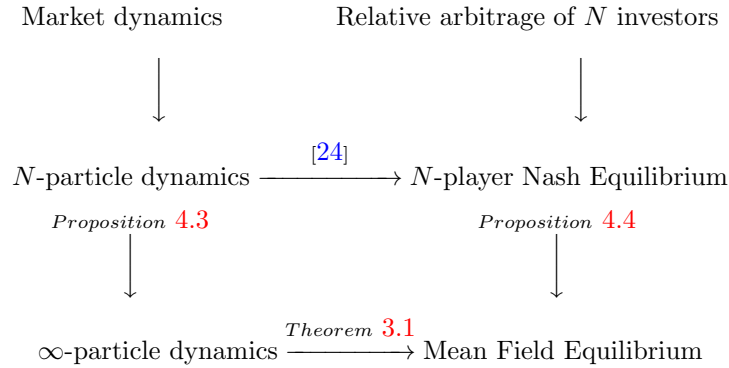 Market dynamics
Relative arbitrage of N investors
[24]
N-particle dynamics
N-player Nash Equilibrium
Proposition 4.3
Proposition 4.4
Theorem 3.1
∞-particle dynamics
Mean Field Equilibrium